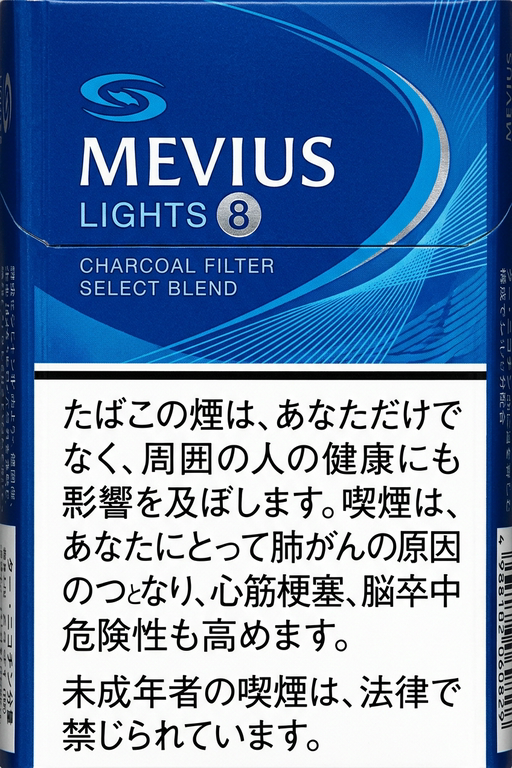 MEVIUS
LIGHTS 8
CHARCOAL FILTER
SELECT BLEND
たばこの煙は、あなただけで
なく、周囲の人の健康にも
影響を及ぼします。喫煙は、
あなたにとって肺がんの原因
のつとなり、心筋梗塞、脳卒中
危険性も高めます。
未成年者の喫煙は、法律で
禁じられています。
MEVIUS
4988102060829